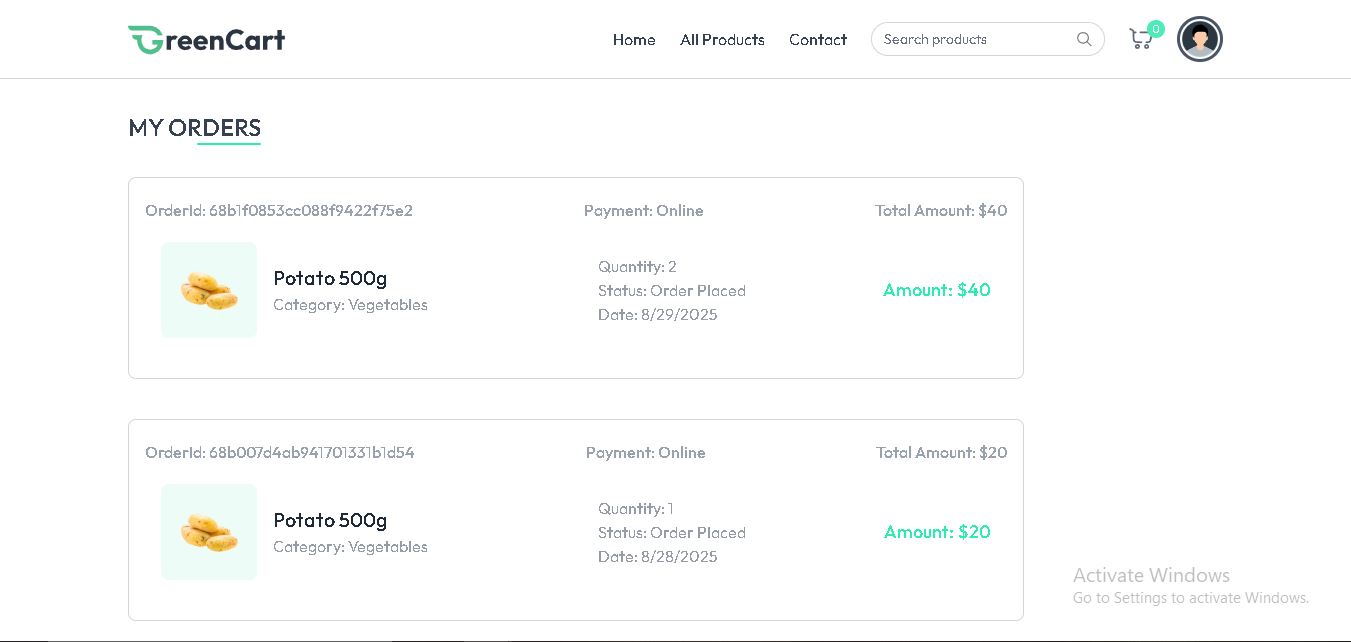 GreenCart
Home All Products Contact Search products 0
MY ORDERS
OrderId: 68b1f0853cc088f9422f75e2 Payment: Online Total Amount: $40
Potato 500g
Category: Vegetables
Quantity: 2
Status: Order Placed
Date: 8/29/2025
Amount: $40
OrderId: 68b007d4ab941701331b1d54 Payment: Online Total Amount: $20
Potato 500g
Category: Vegetables
Quantity: 1
Status: Order Placed
Date: 8/28/2025
Amount: $20
Activate Windows
Go to Settings to activate Windows.